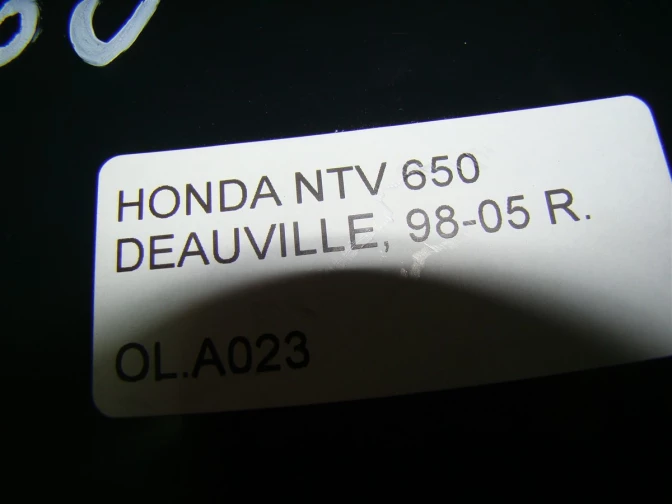 HONDA NTV 650
DEAUVILLE, 98-05 R.
OL.A023